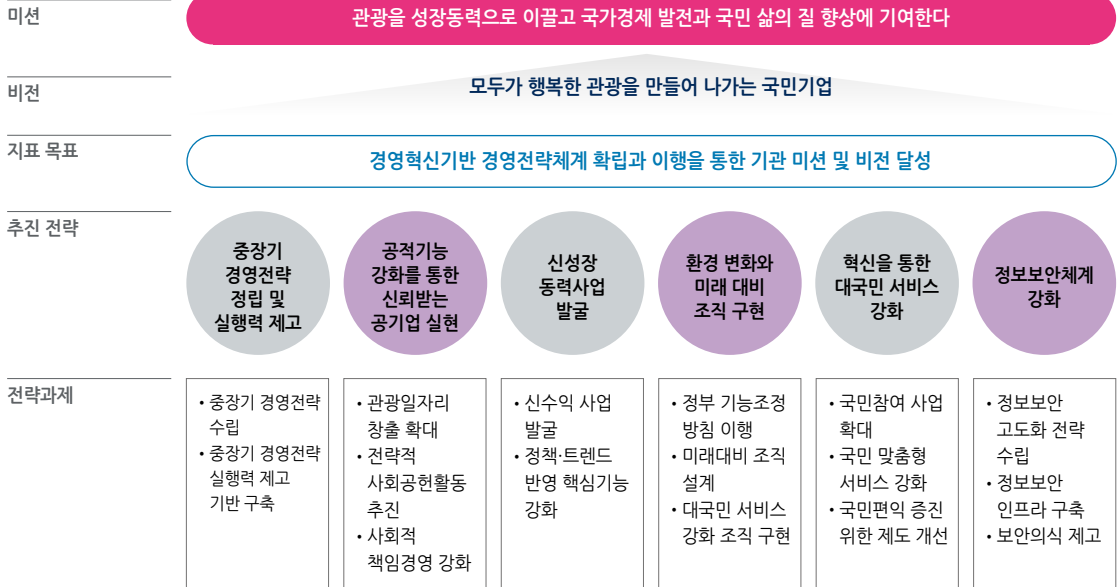 미션
관광을 성장동력으로 이끌고 국가경제 발전과 국민 삶의 질 향상에 기여한다
비전
모두가 행복한 관광을 만들어 나가는 국민기업
지표 목표
경영혁신기반 경영전략체계 확립과 이행을 통한 기관 미션 및 비전 달성
추진 전략
중장기
경영전략
정립 및
실행력 제고
공적기능
강화를 통한
신뢰받는
공기업 실현
신성장
동력사업
발굴
환경 변화와
미래 대비
조직 구현
혁신을 통한
대국민 서비스
강화
정보보안체계
강화
전략과제
• 중장기 경영전략
수립
• 중장기 경영전략
실행력 제고
기반 구축
• 관광일자리
창출 확대
• 전략적
사회공헌활동
추진
• 사회적
책임경영 강화
• 신수익 사업
발굴
• 정책·트렌드
반영 핵심기능
강화
• 정부 기능조정
방침 이행
• 미래대비 조직
설계
• 대국민 서비스
강화 조직 구현
• 국민참여 사업
확대
• 국민 맞춤형
서비스 강화
• 국민편익 증진
위한 제도 개선
• 정보보안
고도화 전략
수립
• 정보보안
인프라 구축
• 보안의식 제고